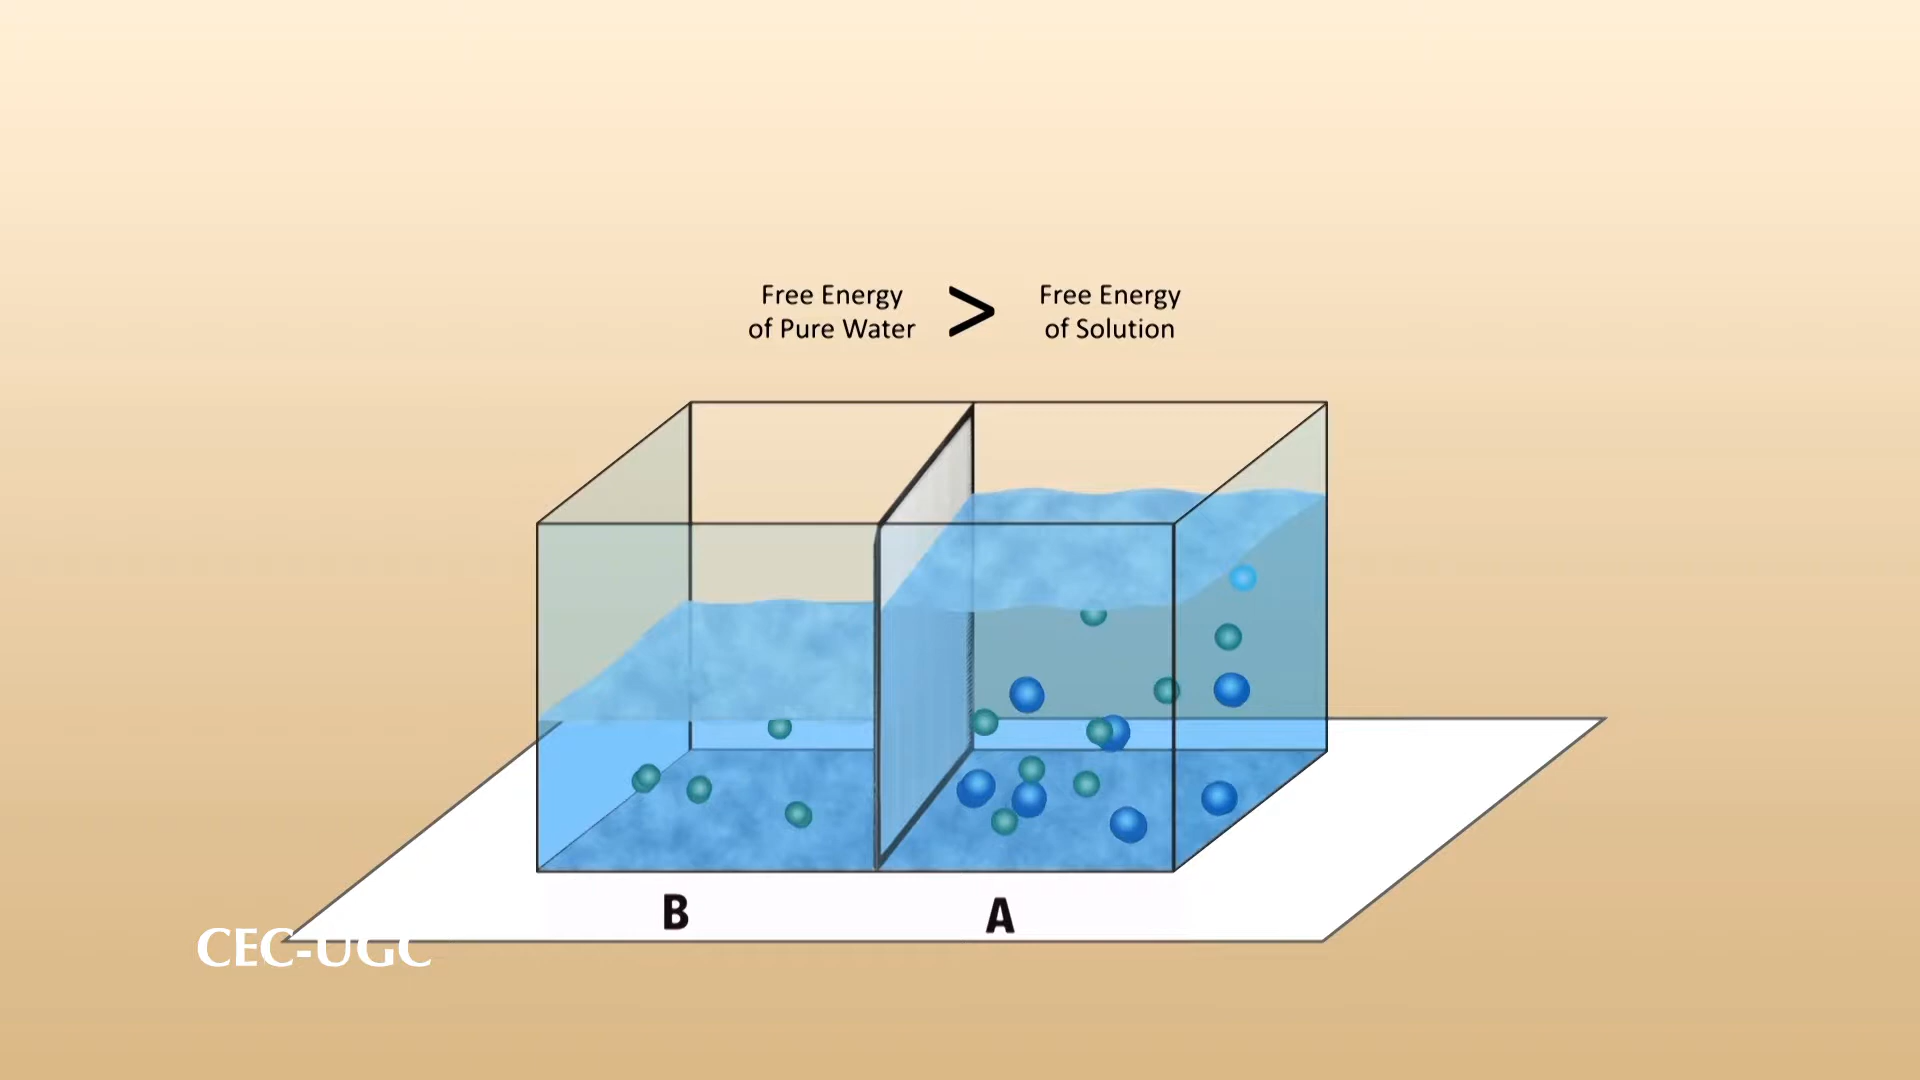 Free Energy
of Pure Water
>
Free Energy
of Solution
B
A
CEC-UGC